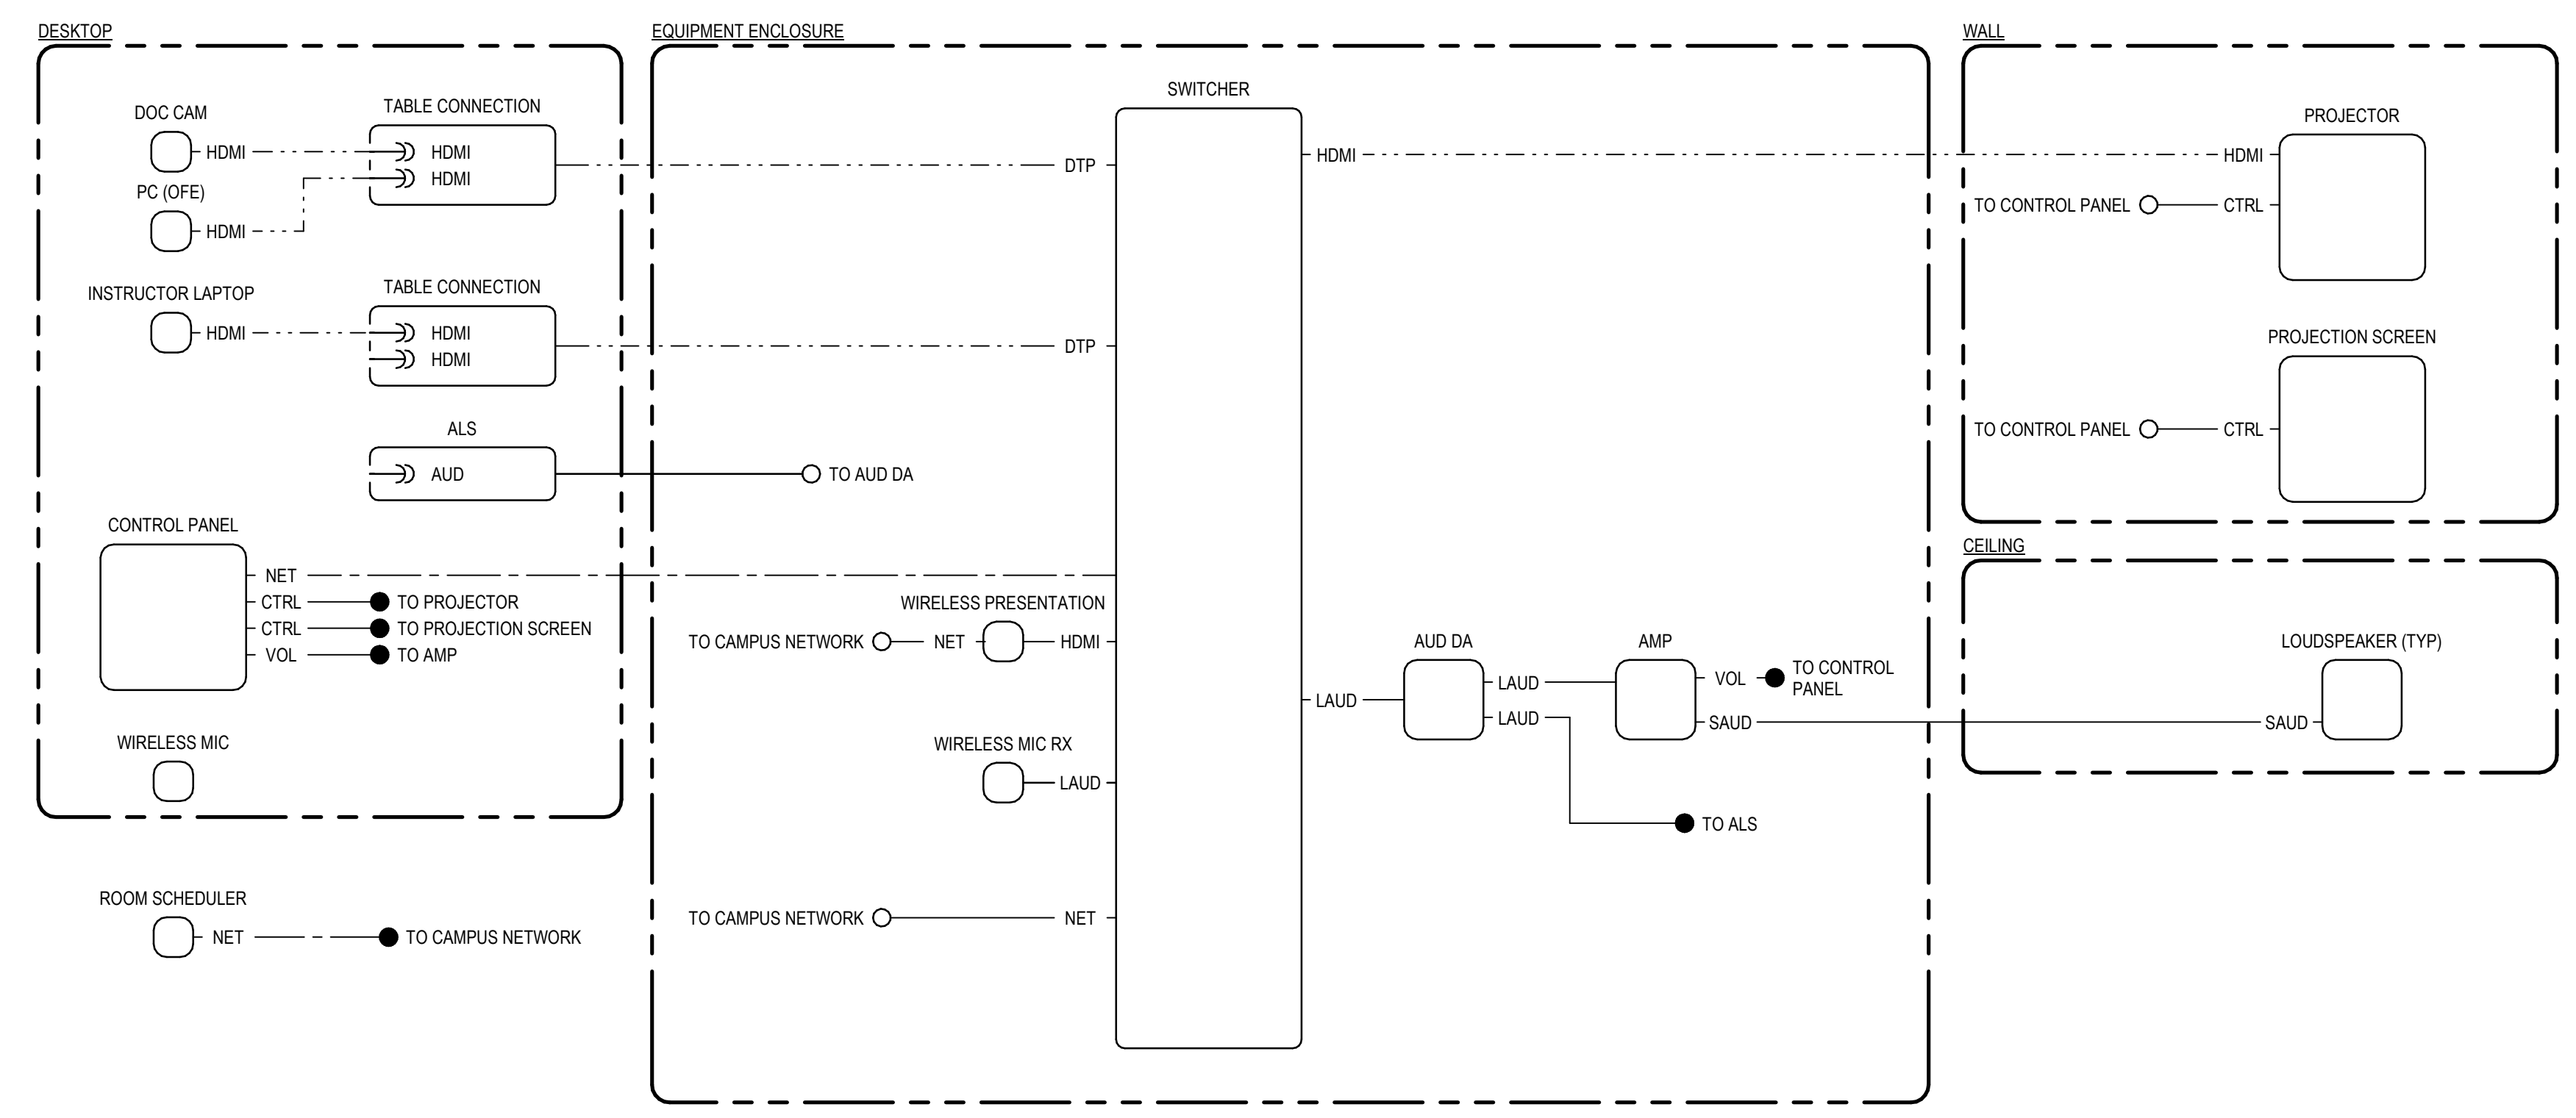 DESKTOP
DOC CAM
HDMI
PC (OFE)
HDMI
TABLE CONNECTION
HDMI
HDMI
INSTRUCTOR LAPTOP
HDMI
TABLE CONNECTION
HDMI
HDMI
ALS
AUD
CONTROL PANEL
NET
CTRL
TO PROJECTOR
CTRL
TO PROJECTION SCREEN
VOL
TO AMP
WIRELESS MIC
ROOM SCHEDULER
NET
TO CAMPUS NETWORK
EQUIPMENT ENCLOSURE
SWITCHER
DTP
DTP
TO AUD DA
WIRELESS PRESENTATION
TO CAMPUS NETWORK
NET
HDMI
WIRELESS MIC RX
LAUD
TO CAMPUS NETWORK
NET
HDMI
LAUD
AUD DA
LAUD
LAUD
AMP
VOL
TO CONTROL
PANEL
SAUD
TO ALS
WALL
PROJECTOR
HDMI
TO CONTROL PANEL
CTRL
PROJECTION SCREEN
TO CONTROL PANEL
CTRL
CEILING
LOUDSPEAKER (TYP)
SAUD